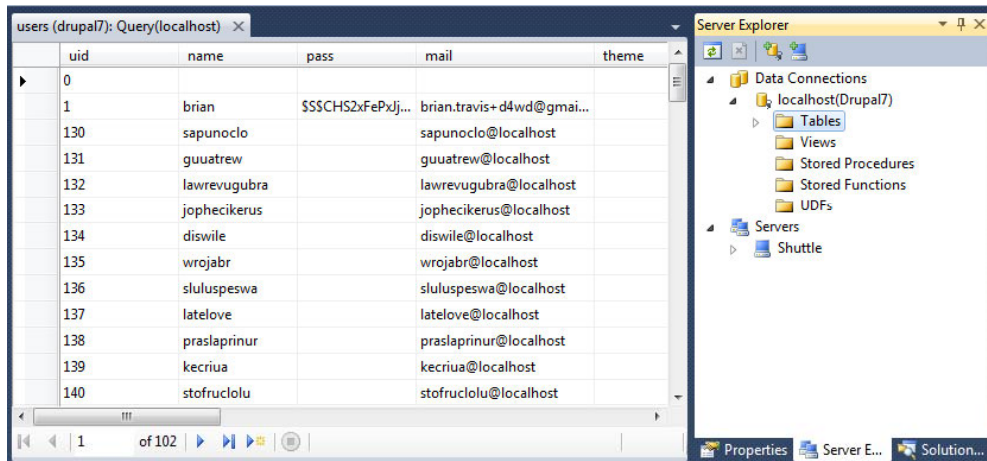 users (drupal7): Query(localhost)
uid name pass mail theme
0
1 brian $S$CHS2xFePxJj... brian.travis+d4wd@gmai...
130 sapunoclo sapunoclo@localhost
131 guuatrew guuatrew@localhost
132 lawrevugubra lawrevugubra@localhost
133 jophecikerus jophecikerus@localhost
134 diswile diswile@localhost
135 wrojabr wrojabr@localhost
136 sluluspeswa sluluspeswa@localhost
137 latelove latelove@localhost
138 praslaprinur praslaprinur@localhost
139 kecriua kecriua@localhost
140 stofruclolu stofruclolu@localhost
1 of 102
Server Explorer
Data Connections
localhost(Drupal7)
Tables
Views
Stored Procedures
Stored Functions
UDFs
Servers
Shuttle
Properties Server E... Solution...